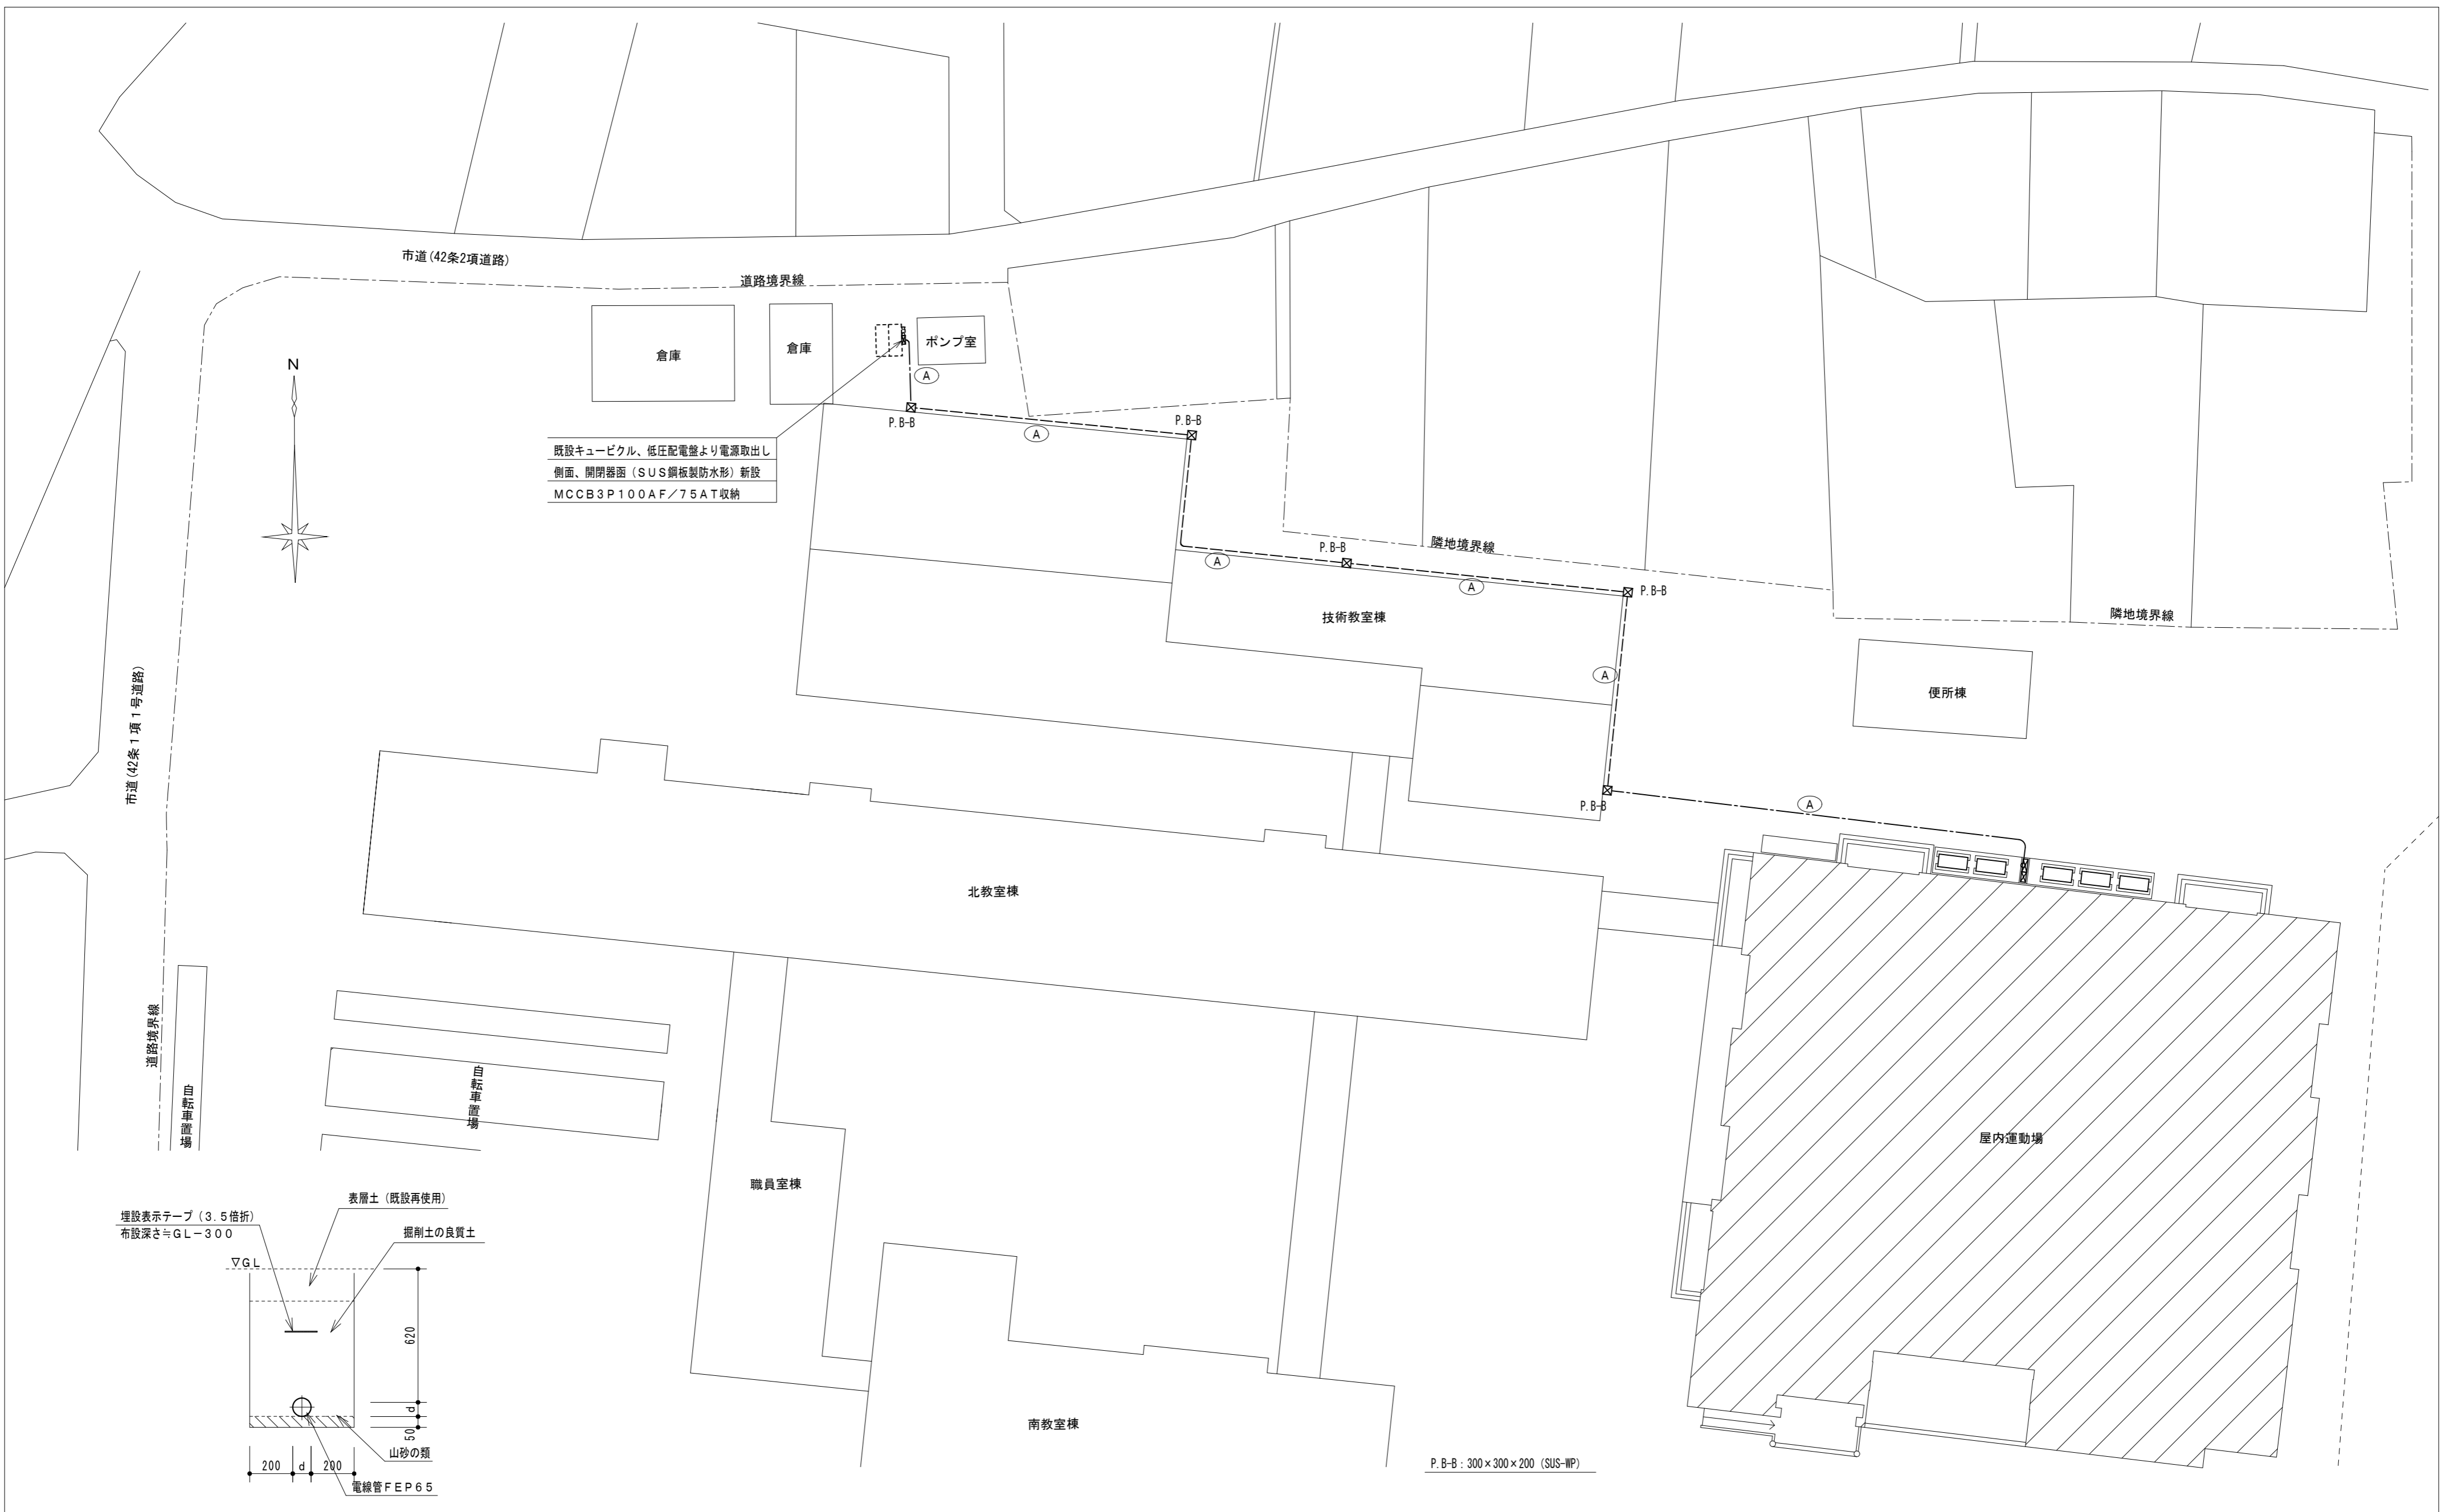 市道(42条2項道路)
道路境界線
倉庫
倉庫
ポンプ室
N
A
P.B-B
A
P.B-B
既設キュービクル、低圧配電盤より電源取出し
側面、開閉器函(SUS鋼板製防水形)新設
MCCB3P100AF/75AT収納
隣地境界線
P.B-B
A
A
P.B-B
技術教室棟
隣地境界線
A
便所棟
市道(42条1項1号道路)
P.B-B
A
北教室棟
道路境界線
自転車置場
自転車置場
屋内運動場
職員室棟
表層土(既設再使用)
埋設表示テープ(3.5倍折)
布設深さ≒GL-300
掘削土の良質土
▽GL
620
d
50
山砂の類
200
d
200
電線管FEP65
南教室棟
P.B-B:300×300×200 (SUS-WP)